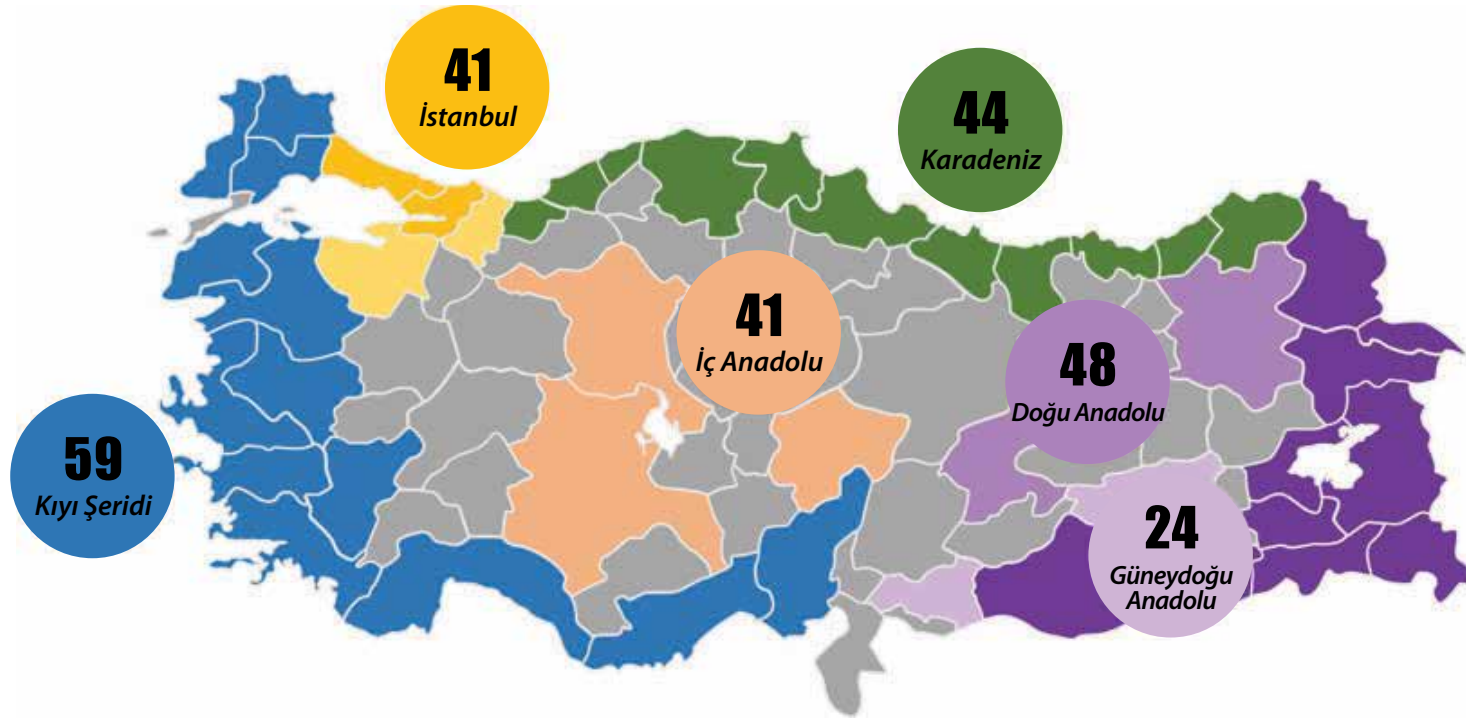 41
İstanbul
44
Karadeniz
41
İç Anadolu
48
Doğu Anadolu
59
Kıyı Şeridi
24
Güneydoğu
Anadolu